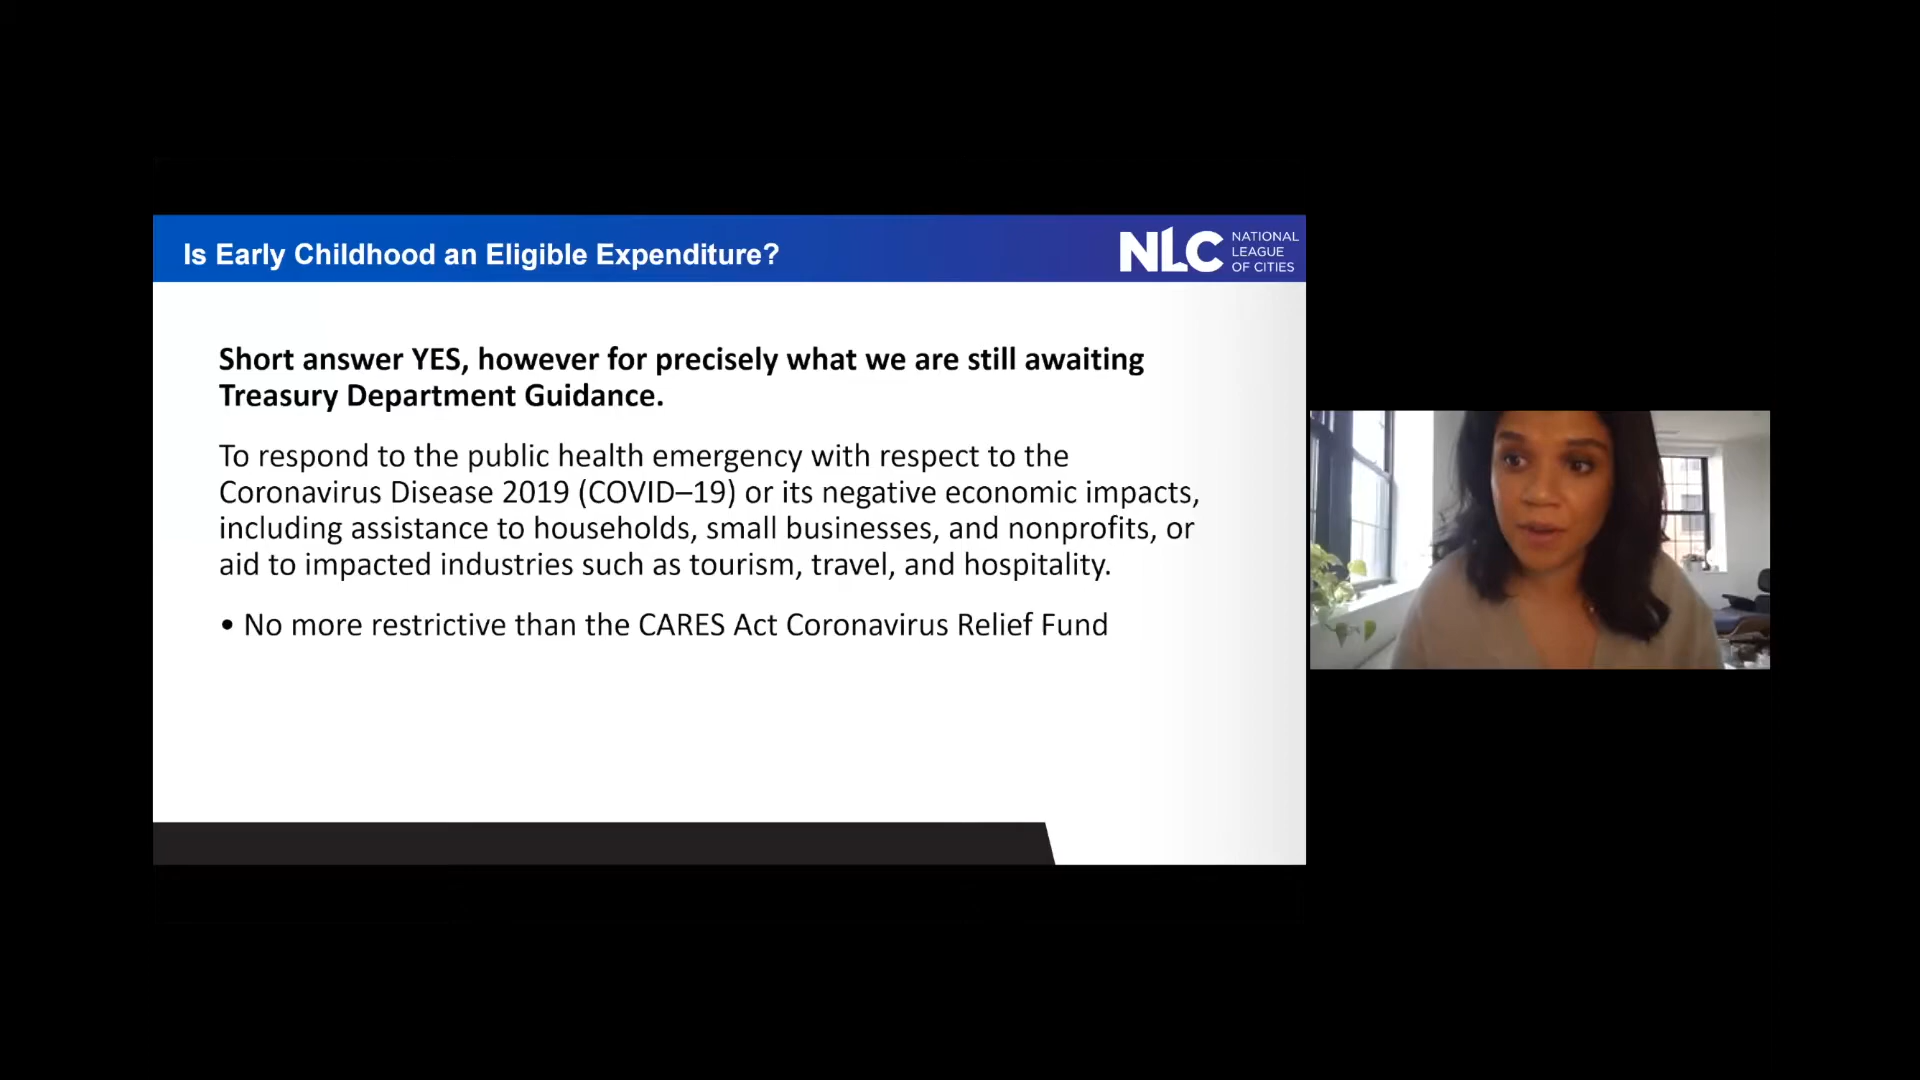 Is Early Childhood an Eligible Expenditure?
NLC
NATIONAL
LEAGUE
OF CITIES
Short answer YES, however for precisely what we are still awaiting
Treasury Department Guidance.
To respond to the public health emergency with respect to the
Coronavirus Disease 2019 (COVID–19) or its negative economic impacts,
including assistance to households, small businesses, and nonprofits, or
aid to impacted industries such as tourism, travel, and hospitality.
• No more restrictive than the CARES Act Coronavirus Relief Fund